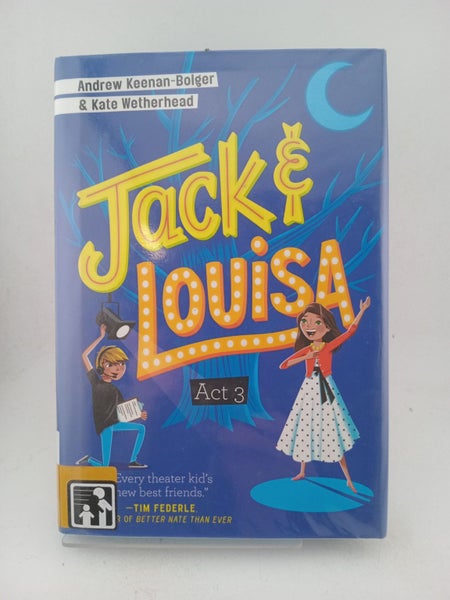 Andrew Keenan-Bolger
& Kate Wetherhead
Jack &
LOUISA
Act 3
Every theater kid's
new best friends."
—TIM FEDERLE,
OF BETTER NATE THAN EVER